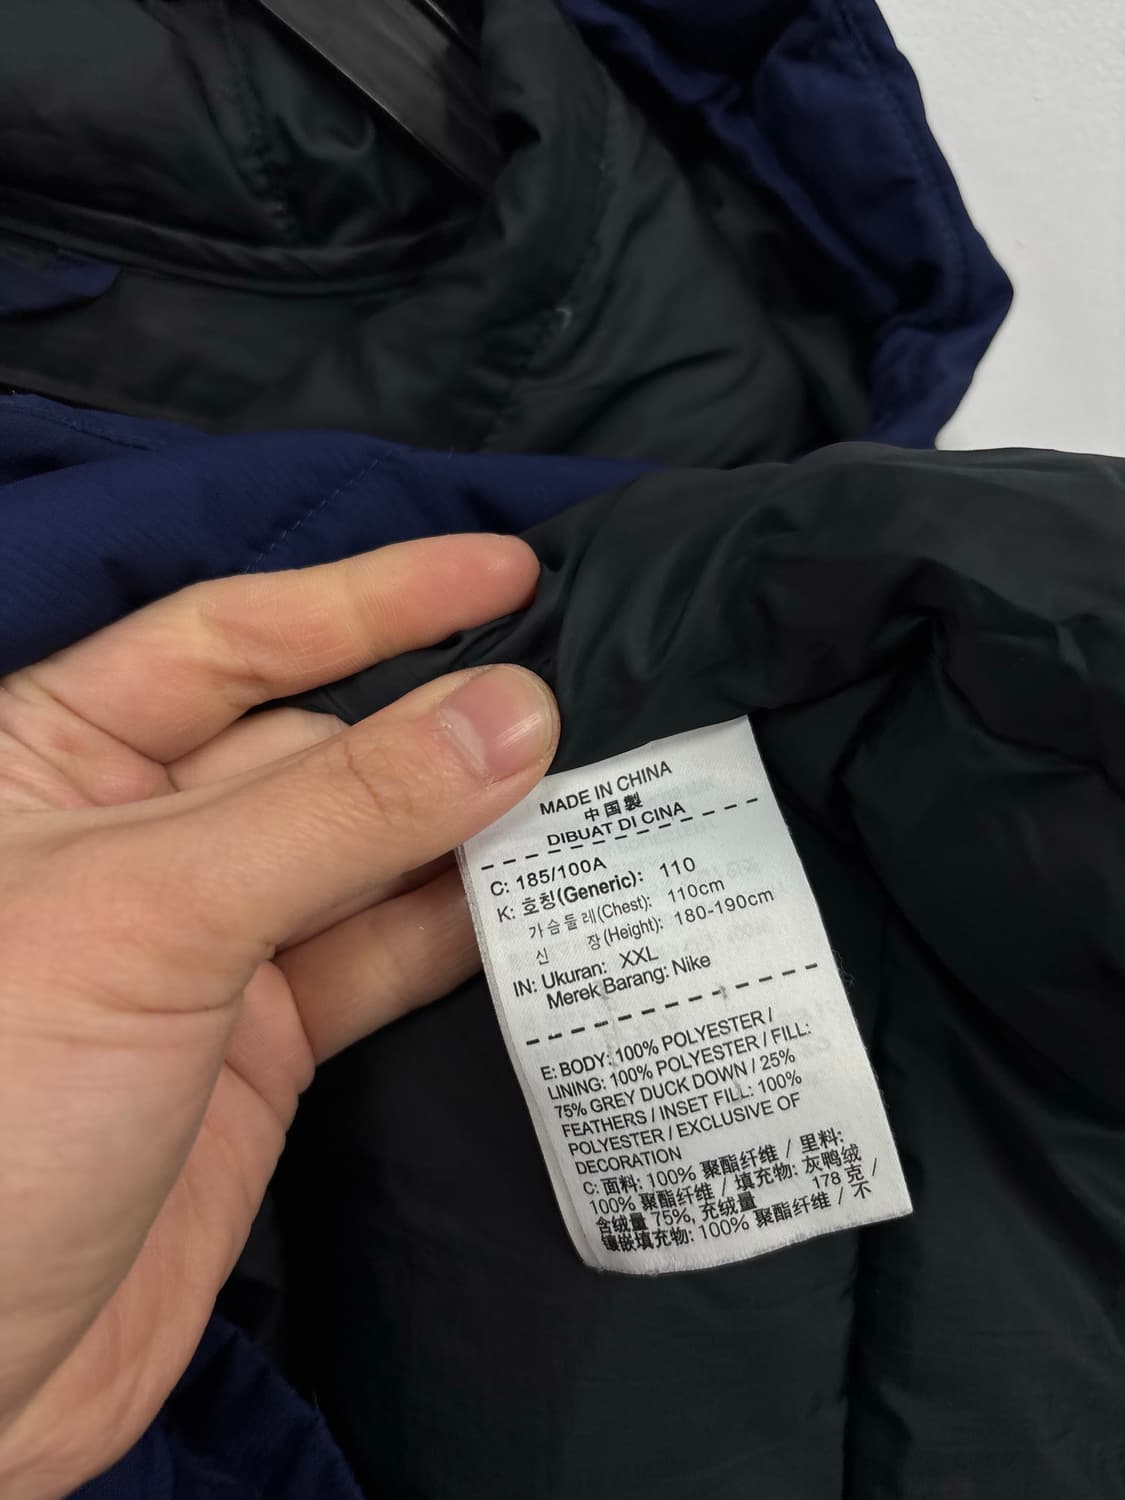 MADE IN CHINA
中国製
DIBUAT DI CINA
C: 185/100A
K: 호칭(Generic): 110
가슴둘레(Chest): 110cm
신 장(Height): 180-190cm
IN: Ukuran: XXL
Merek Barang: Nike
E: BODY: 100% POLYESTER /
LINING: 100% POLYESTER / FILL:
75% GREY DUCK DOWN / 25%
FEATHERS / INSET FILL: 100%
POLYESTER / EXCLUSIVE OF
DECORATION
C: 面料: 100% 聚酯纤维 / 里料:
100% 聚酯纤维 / 填充物: 灰鸭绒
含绒量 75%, 充绒量 178 克 /
镶嵌填充物: 100% 聚酯纤维 / 不